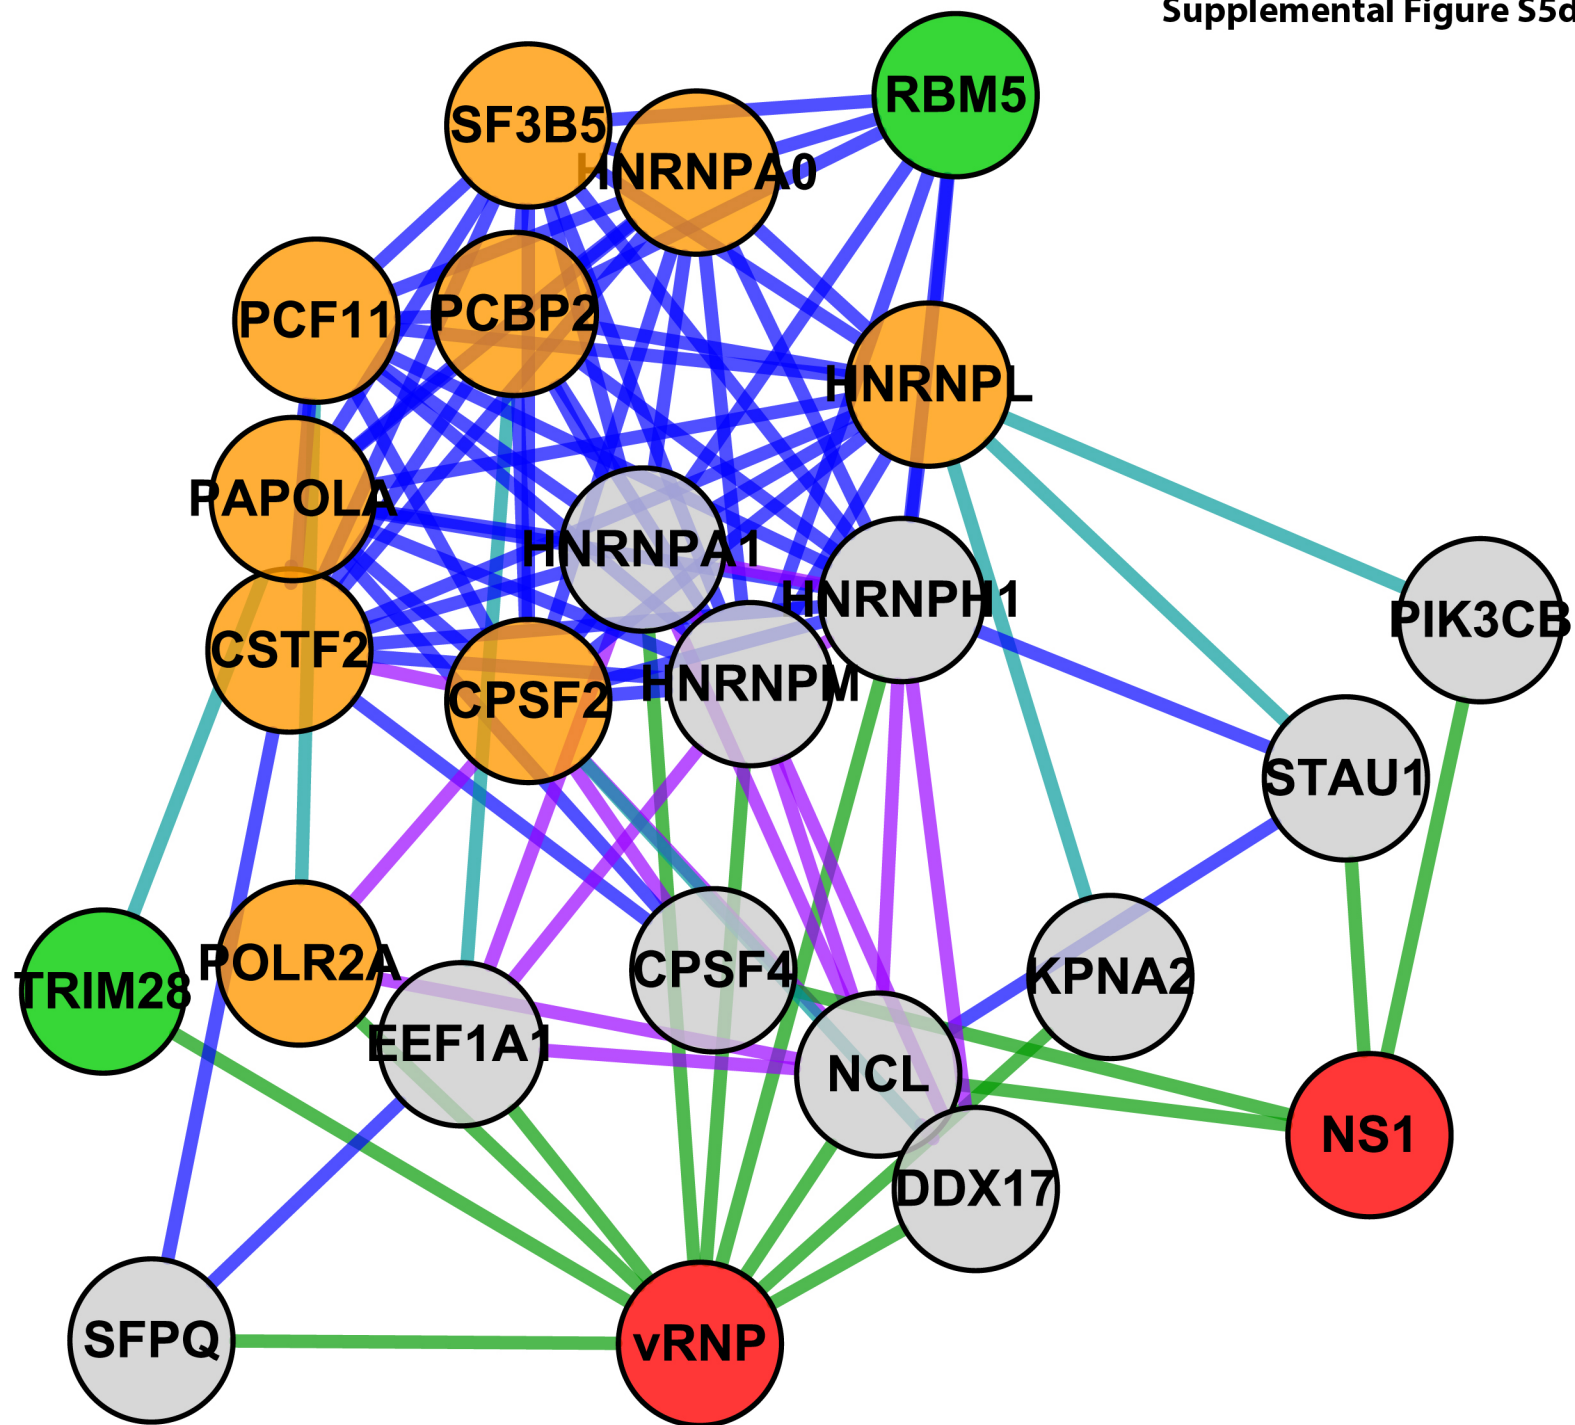 Supplemental Figure S5d
RBM5
SF3B5
HNRNPA0
PCF11
PCBP2
HNRNPL
PAPOLA
HNRNPA1
HNRNPH1
PIK3CB
CSTF2
CPSF2
HNRNPM
STAU1
POLR2A
CPSF4
KPNA2
TRIM28
EEF1A1
NCL
NS1
DDX17
SFPQ
vRNP